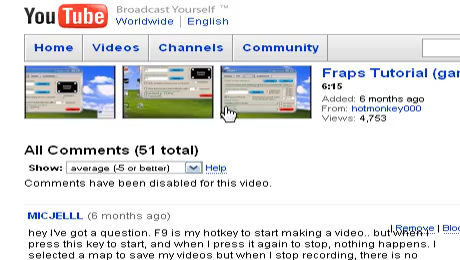 YouTube Broadcast Yourself ™
Worldwide | English
Home Videos Channels Community
Fraps Tutorial (gar
6:15
Added: 6 months ago
From: hotmonkey000
Views: 4,753
All Comments (51 total)
Show: average (-5 or better) Help
Comments have been disabled for this video.
MICJELLL (6 months ago)
| Remove | Bloc
hey I've got a question. F9 is my hotkey to start making a video.. but when I
press this key to start, and when I press it again to stop, nothing happens. I
selected a map to save my videos but when I stop recording, there is no